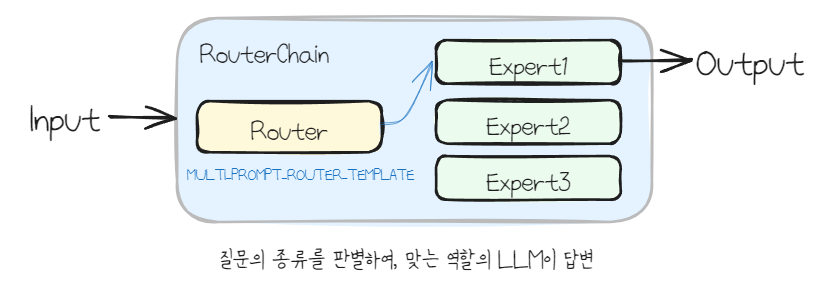 RouterChain
Expert1
Output
Input
Router
Expert2
MULTI_PROMPT_ROUTER_TEMPLATE
Expert3
질문의 종류를 판별하여, 맞는 역할의 LLM이 답변